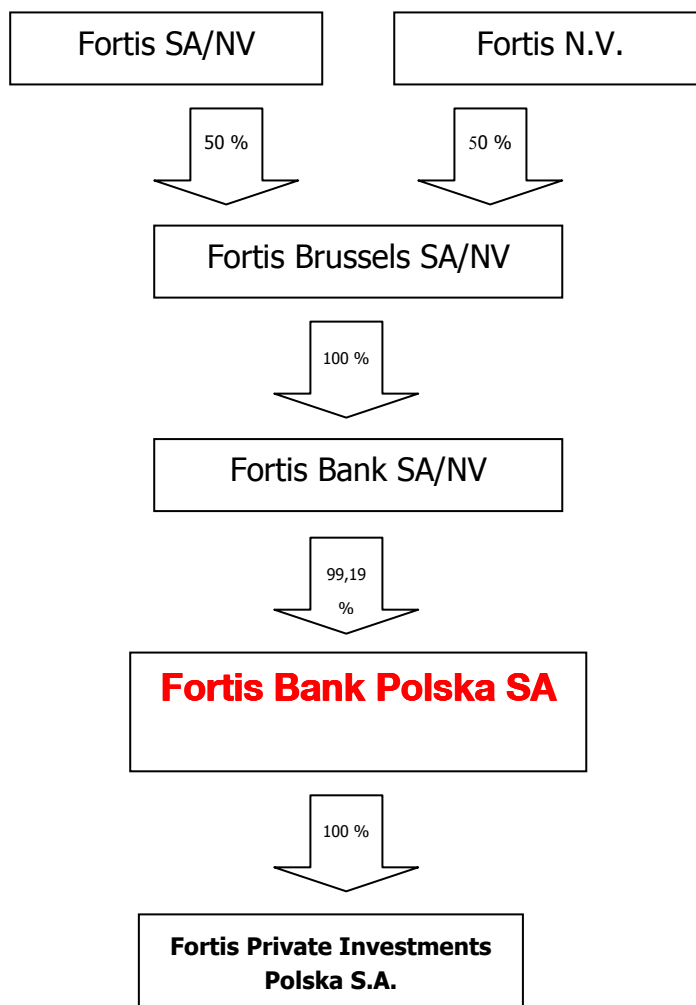 Fortis SA/NV
Fortis N.V.
50 %
50 %
Fortis Brussels SA/NV
100 %
Fortis Bank SA/NV
99,19
%
Fortis Bank Polska SA
100 %
Fortis Private Investments
Polska S.A.